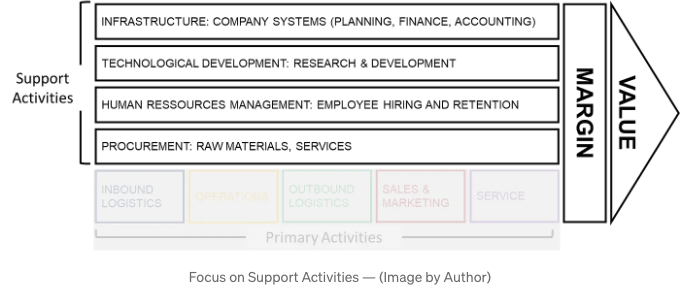 INFRASTRUCTURE: COMPANY SYSTEMS (PLANNING, FINANCE, ACCOUNTING)
TECHNOLOGICAL DEVELOPMENT: RESEARCH & DEVELOPMENT
Support
Activities
HUMAN RESSOURCES MANAGEMENT: EMPLOYEE HIRING AND RETENTION
PROCUREMENT: RAW MATERIALS, SERVICES
MARGIN
VALUE
INBOUND
LOGISTICS
OPERATIONS
OUTBOUND
LOGISTICS
SALES &
MARKETING
SERVICE
Primary Activities
Focus on Support Activities — (Image by Author)